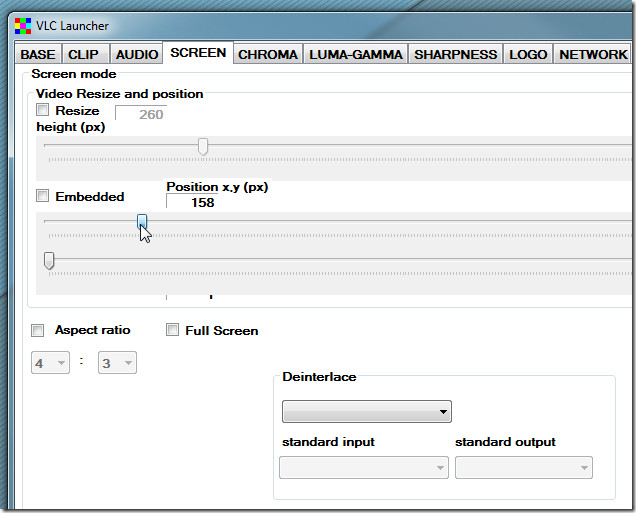 VLC Launcher
BASE CLIP AUDIO SCREEN CHROMA LUMA-GAMMA SHARPNESS LOGO NETWORK
Screen mode
Video Resize and position
Resize 260
height (px)
Position x,y (px)
Embedded 158
Aspect ratio Full Screen
4 : 3
Deinterlace
standard input standard output